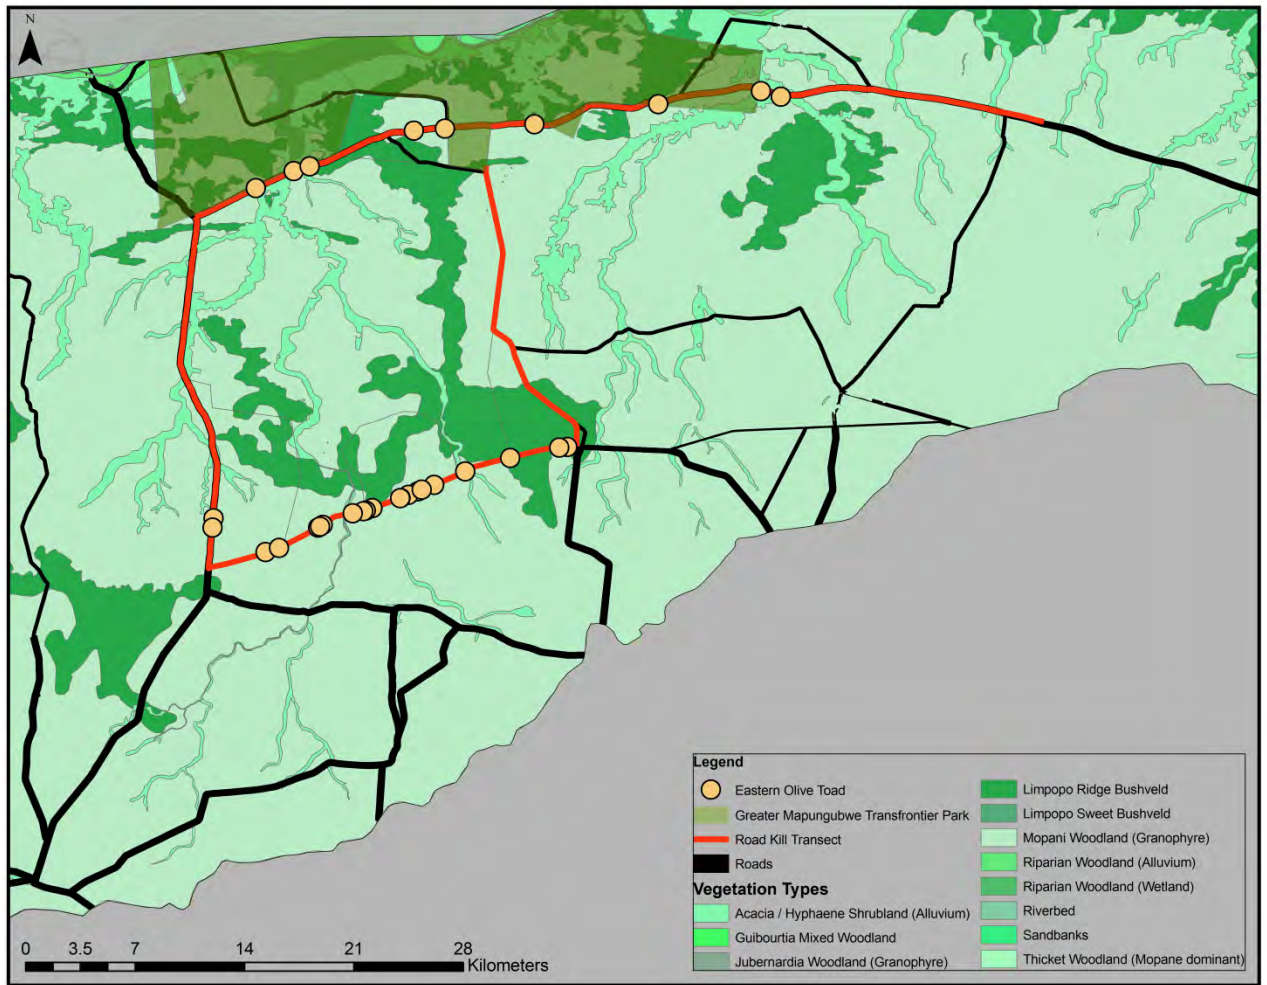 N
Legend
Eastern Olive Toad
Greater Mapungubwe Transfrontier Park
Road Kill Transect
Roads
Vegetation Types
Acacia / Hyphaene Shrubland (Alluvium)
Guibourtia Mixed Woodland
Jubernardia Woodland (Granophyre)
Limpopo Ridge Bushveld
Limpopo Sweet Bushveld
Mopani Woodland (Granophyre)
Riparian Woodland (Alluvium)
Riparian Woodland (Wetland)
Riverbed
Sandbanks
Thicket Woodland (Mopane dominant)
0 3.5 7 14 21 28
Kilometers